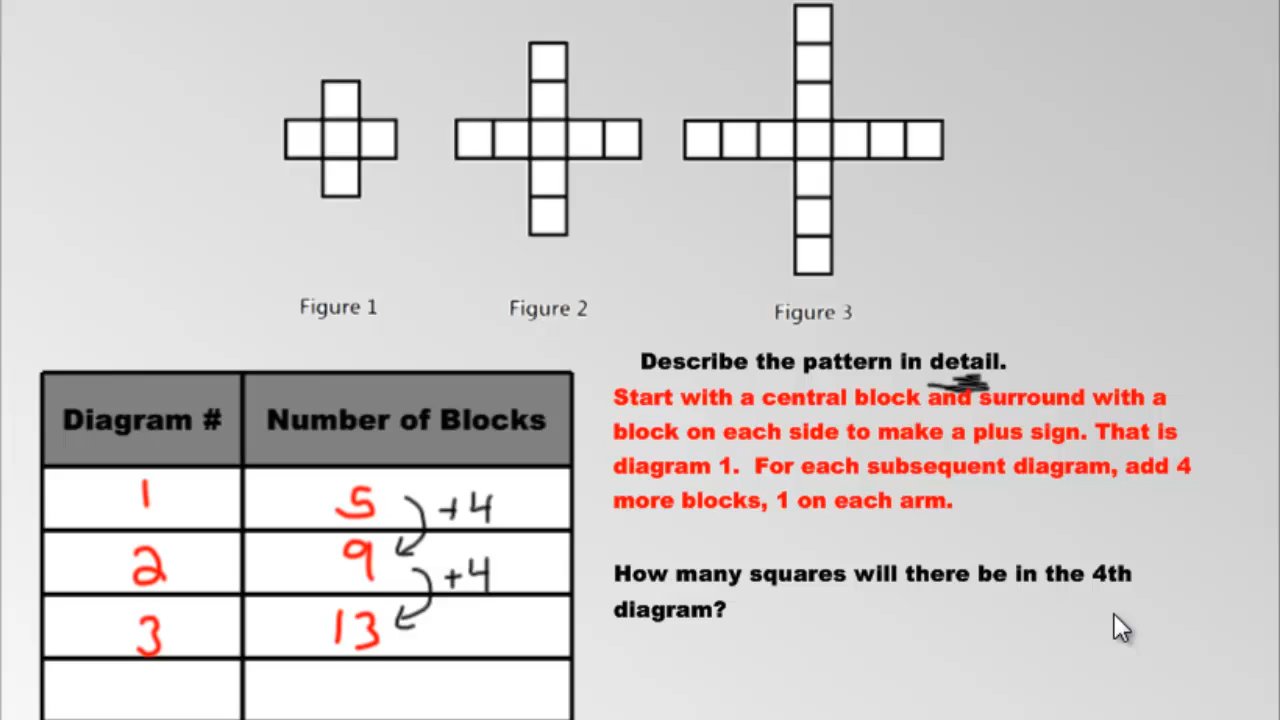 Figure 1
Figure 2
Figure 3
Describe the pattern in detail.
Start with a central block and surround with a
block on each side to make a plus sign. That is
diagram 1.  For each subsequent diagram, add 4
more blocks, 1 on each arm.
How many squares will there be in the 4th
diagram?
Diagram # Number of Blocks
1 5 +4
2 9 +4
3 13